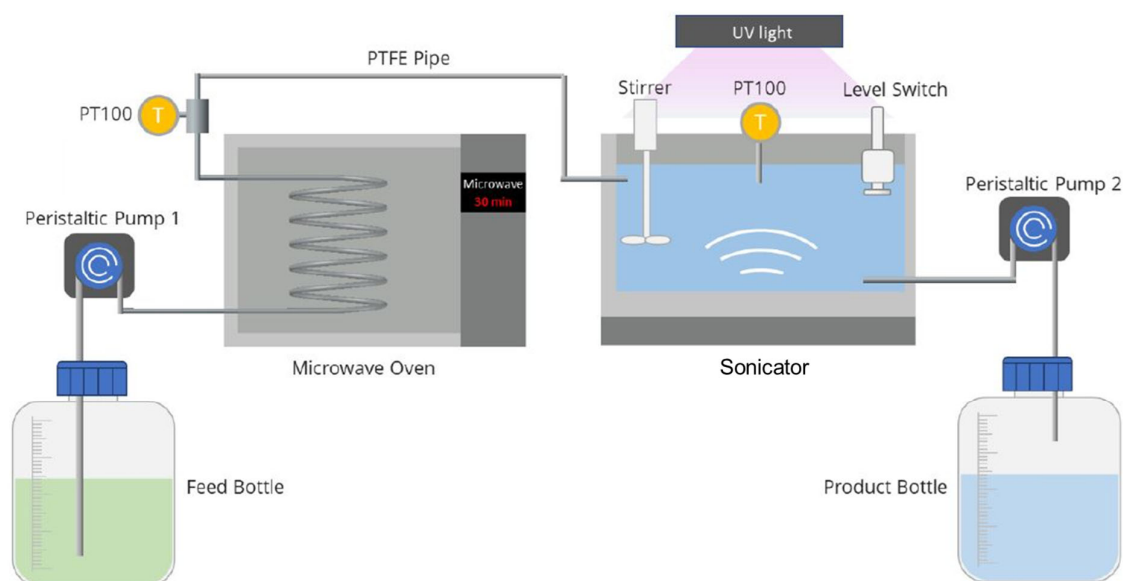 UV light
PTFE Pipe
Stirrer
PT100
Level Switch
PT100
T
T
Microwave
30 min
Peristaltic Pump 2
Peristaltic Pump 1
Microwave Oven
Sonicator
Feed Bottle
Product Bottle